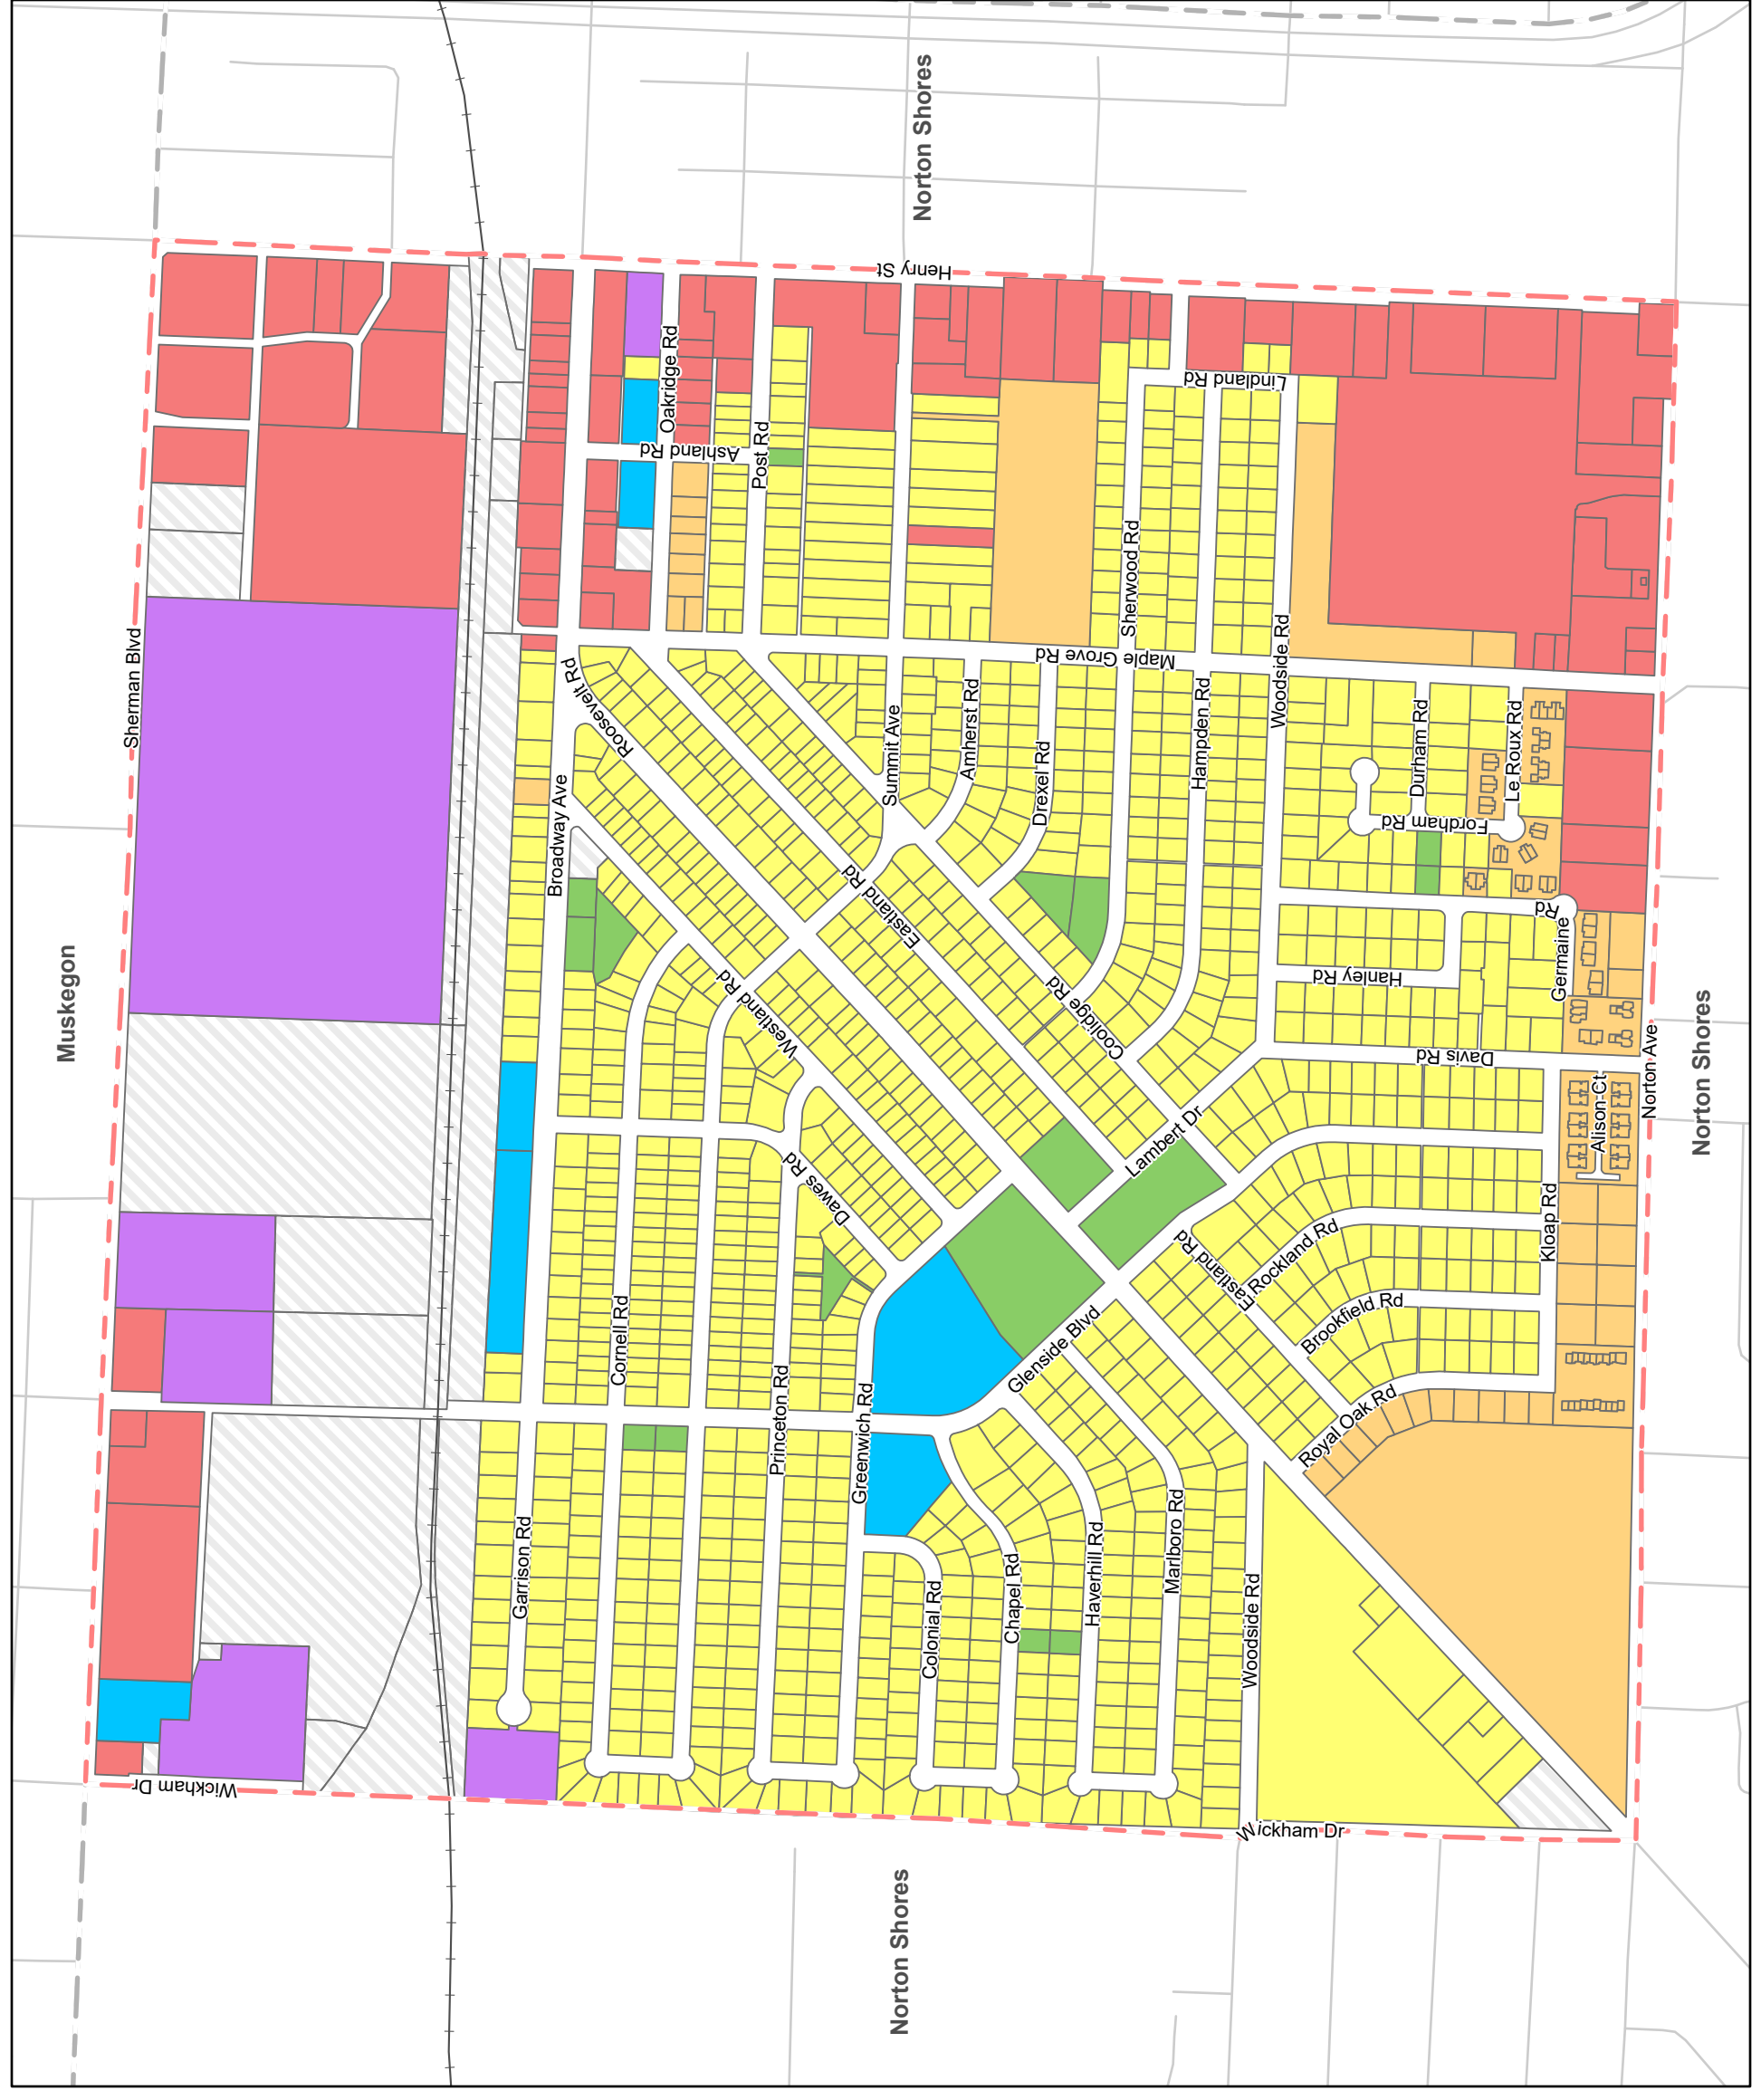 Norton Shores
Henry St
Oakridge Rd
Lindland Rd
Post Rd
Ashland Rd
Sherwood Rd
Sherman Blvd
Maple Grove Rd
Woodside Rd
Roosevelt Rd
Summit Ave
Amherst Rd
Hampden Rd
Durham Rd
Le Roux Rd
Drexel Rd
Broadway Ave
Fordham Rd
Eastland Rd
Germaine Rd
Hanley Rd
Muskegon
Westland Rd
Coolidge Rd
Davis Rd
Norton Ave
Norton Shores
Alison Ct
Lambert Dr
Dawes Rd
Kloap Rd
Eastland Rd
Rockland Rd
Brookfield Rd
Cornell Rd
Glenside Blvd
Princeton Rd
Greenwich Rd
Royal Oak Rd
Garrison Rd
Marlboro Rd
Haverhill Rd
Chapel Rd
Colonial Rd
Woodside Rd
Wickham Dr
Wickham Dr
Norton Shores